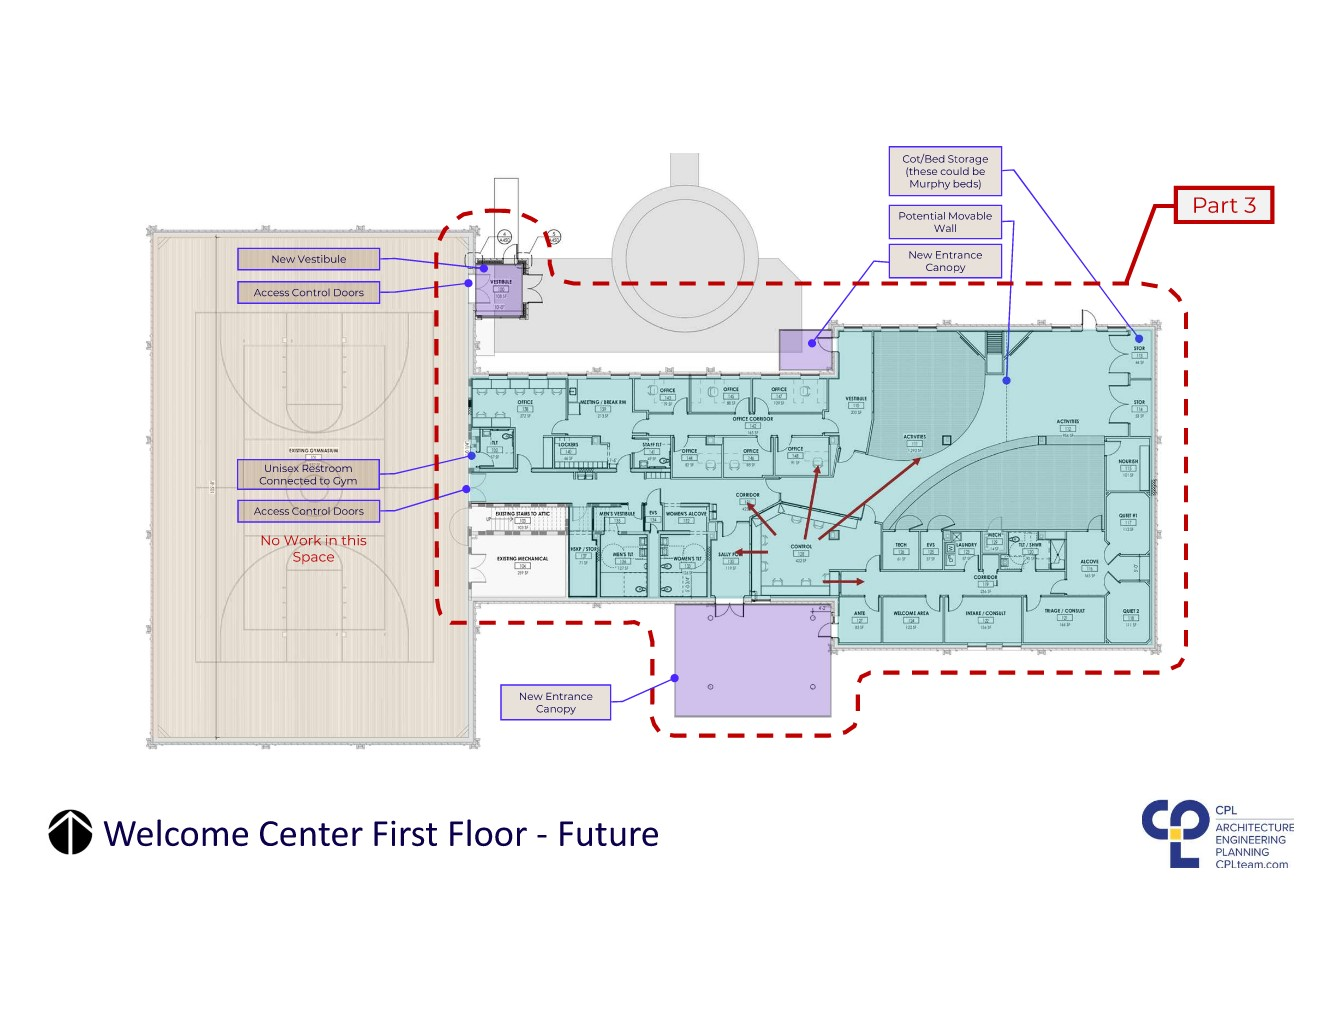 Cot/Bed Storage
(these could be
Murphy beds)
Part 3
Potential Movable
Wall
New Entrance
Canopy
New Vestibule
Access Control Doors
VESTIBULE
STOR
STOR
OFFICE
MEETING / BREAK RM
OFFICE
OFFICE
OFFICE
VESTIBULE
OFFICE CORRIDOR
ACTIVITIES
ACTIVITIES
TLT
LOCKERS
STAFF TLT
OFFICE
OFFICE
OFFICE
EXISTING GYMNASIUM
NOURISH
Unisex Restroom
Connected to Gym
Access Control Doors
No Work in this
Space
CORRIDOR
EXISTING STAIRS TO ATTIC
UP
MEN'S VESTIBULE
EVS
WOMEN'S ALCOVE
QUIET #1
EXISTING MECHANICAL
MEN'S TLT
WOMEN'S TLT
CONTROL
TECH
EVS
LAUNDRY
MECH
TLT / SHWR
ALCOVE
CORRIDOR
ANTE
WELCOME AREA
INTAKE / CONSULT
TRIAGE / CONSULT
QUIET 2
New Entrance
Canopy
Welcome Center First Floor - Future
CPL
ARCHITECTURE
ENGINEERING
PLANNING
CPLteam.com